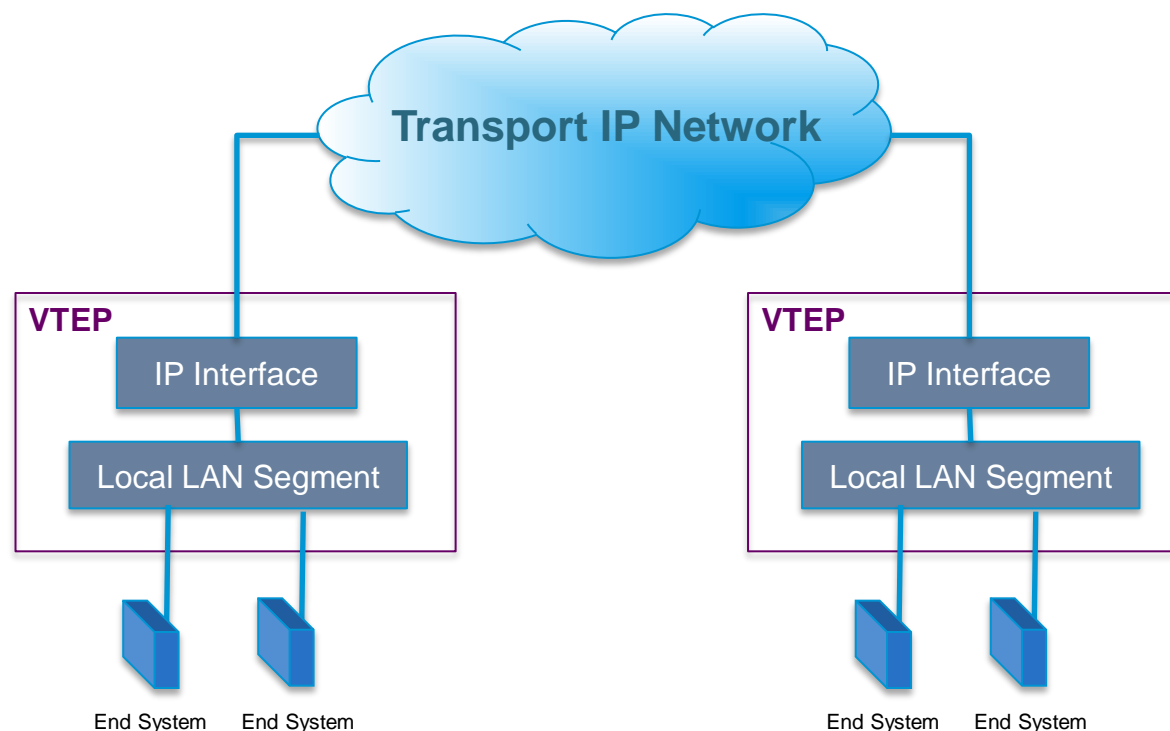 Transport IP Network
VTEP
IP Interface
Local LAN Segment
End System
End System
VTEP
IP Interface
Local LAN Segment
End System
End System